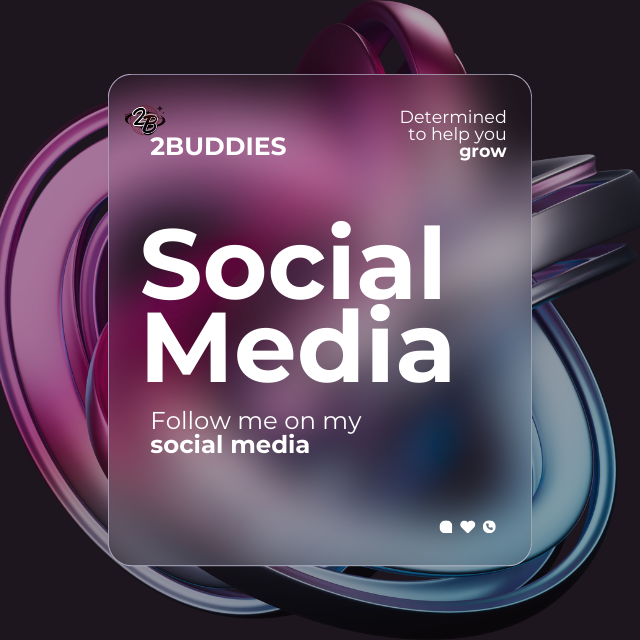 2B
2BUDDIES
Determined
to help you
grow
Social
Media
Follow me on my
social media